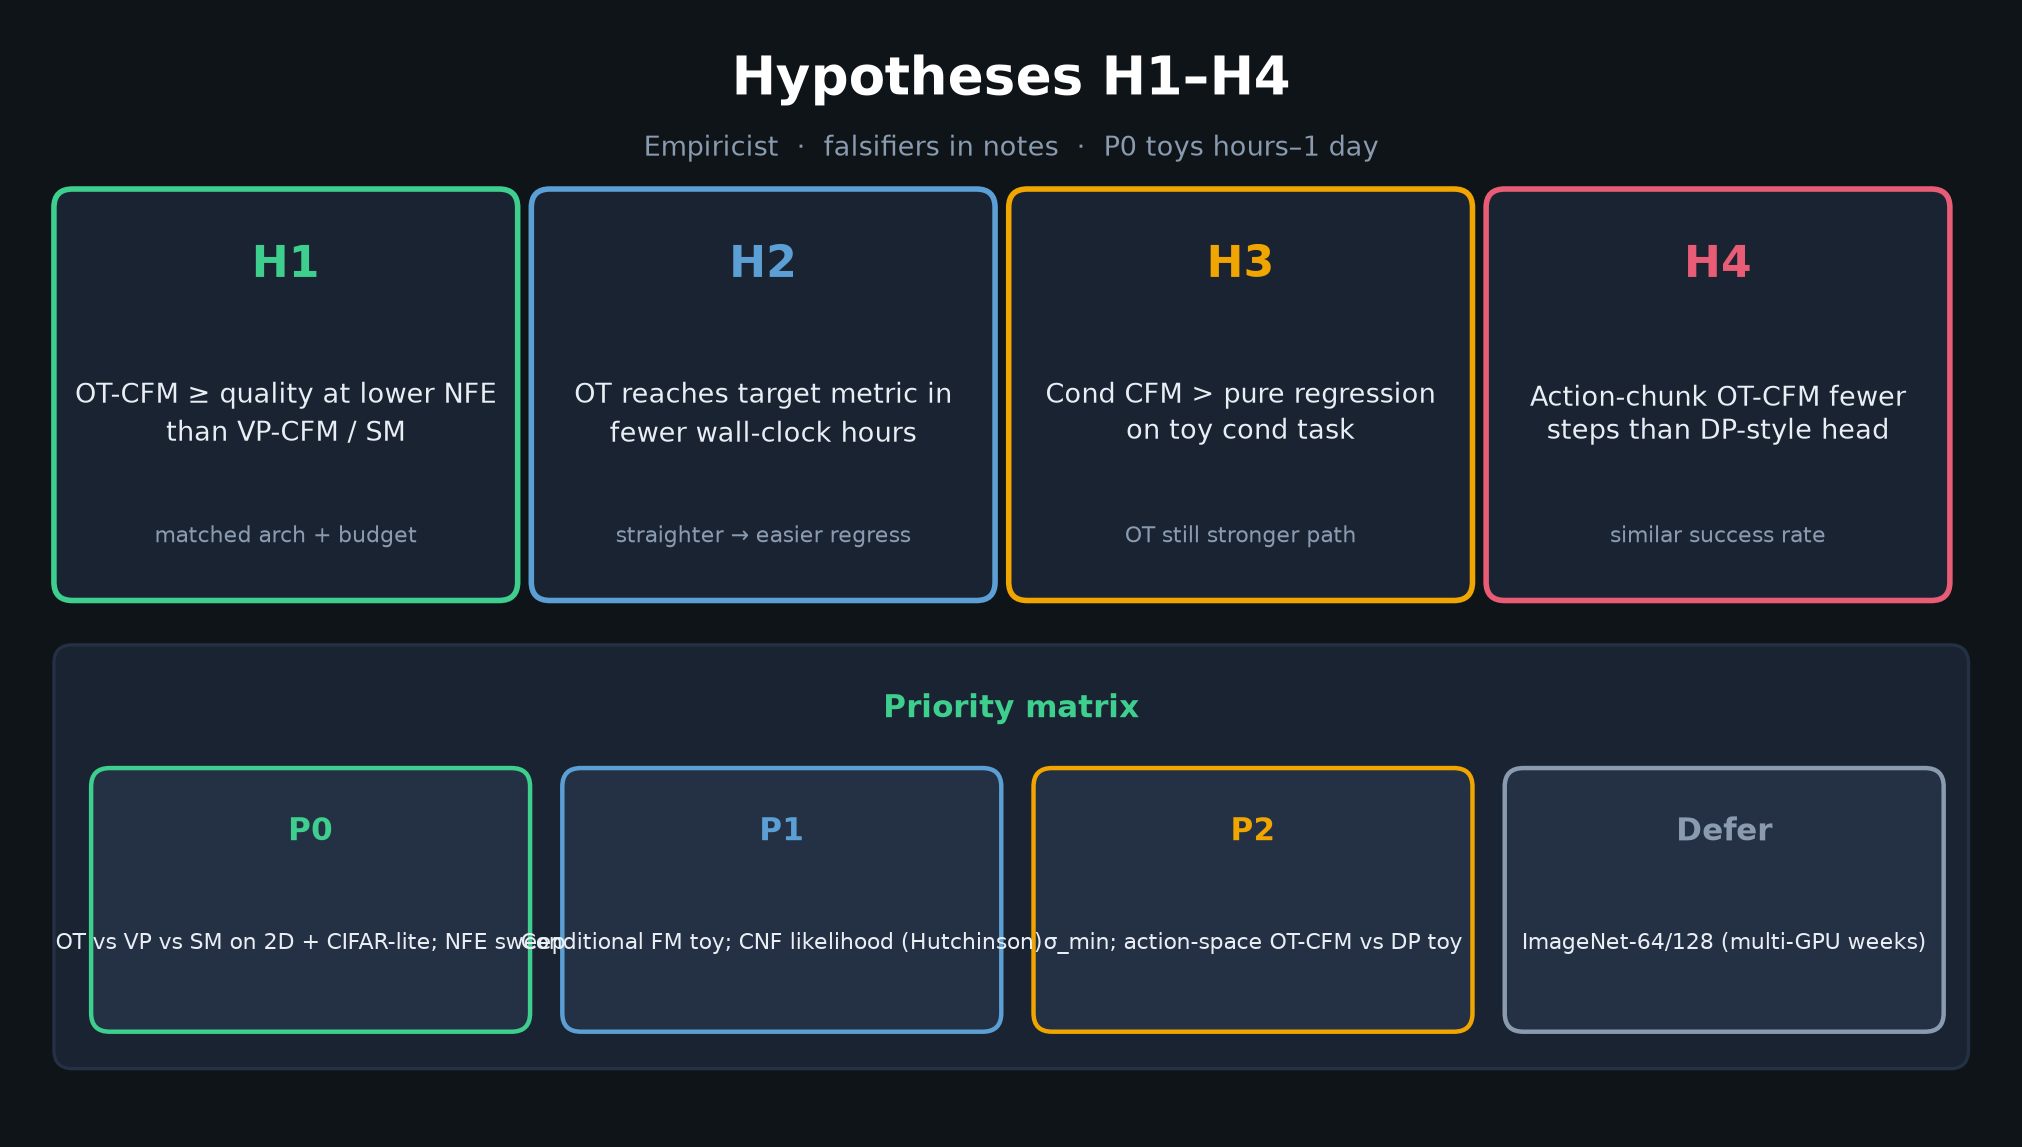 Hypotheses H1–H4
Empiricist · falsifiers in notes · P0 toys hours–1 day
H1
OT-CFM ≥ quality at lower NFE
than VP-CFM / SM
matched arch + budget
H2
OT reaches target metric in
fewer wall-clock hours
straighter → easier regress
H3
Cond CFM > pure regression
on toy cond task
OT still stronger path
H4
Action-chunk OT-CFM fewer
steps than DP-style head
similar success rate
Priority matrix
P0
OT vs VP vs SM on 2D + CIFAR-lite; NFE sweep
P1
Conditional FM toy; CNF likelihood (Hutchinson)
P2
σ_min; action-space OT-CFM vs DP toy
Defer
ImageNet-64/128 (multi-GPU weeks)